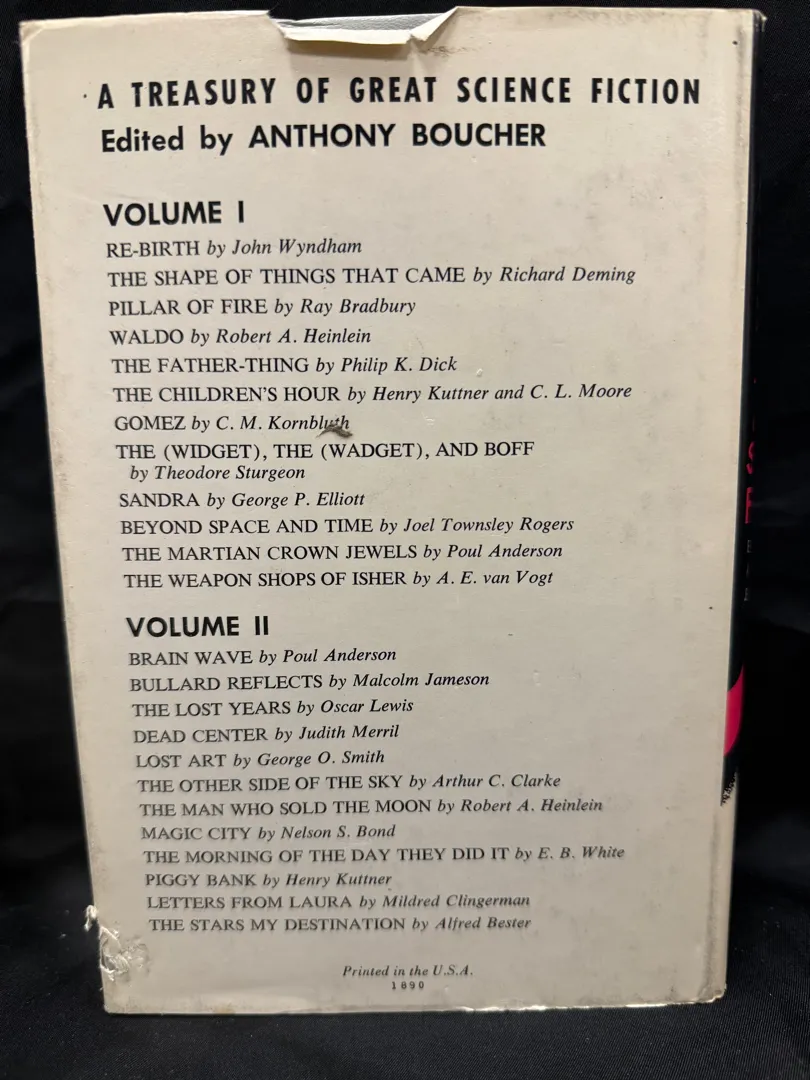 A TREASURY OF GREAT SCIENCE FICTION
Edited by ANTHONY BOUCHER
VOLUME I
RE-BIRTH by John Wyndham
THE SHAPE OF THINGS THAT CAME by Richard Deming
PILLAR OF FIRE by Ray Bradbury
WALDO by Robert A. Heinlein
THE FATHER-THING by Philip K. Dick
THE CHILDREN'S HOUR by Henry Kuttner and C. L. Moore
GOMEZ by C. M. Kornbluth
THE (WIDGET), THE (WADGET), AND BOFF
by Theodore Sturgeon
SANDRA by George P. Elliott
BEYOND SPACE AND TIME by Joel Townsley Rogers
THE MARTIAN CROWN JEWELS by Poul Anderson
THE WEAPON SHOPS OF ISHER by A. E. van Vogt
VOLUME II
BRAIN WAVE by Poul Anderson
BULLARD REFLECTS by Malcolm Jameson
THE LOST YEARS by Oscar Lewis
DEAD CENTER by Judith Merril
LOST ART by George O. Smith
THE OTHER SIDE OF THE SKY by Arthur C. Clarke
THE MAN WHO SOLD THE MOON by Robert A. Heinlein
MAGIC CITY by Nelson S. Bond
THE MORNING OF THE DAY THEY DID IT by E. B. White
PIGGY BANK by Henry Kuttner
LETTERS FROM LAURA by Mildred Clingerman
THE STARS MY DESTINATION by Alfred Bester
Printed in the U.S.A.
1890